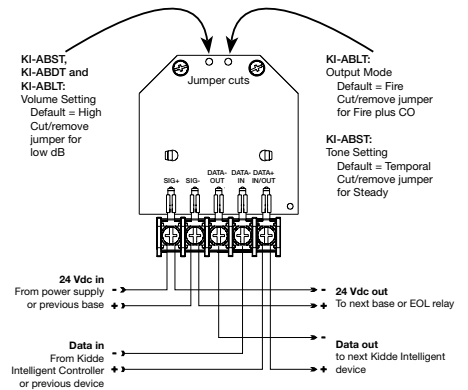 KI-ABST,
KI-ABDT and
KI-ABLT:
Volume Setting
Default = High
Cut/remove
jumper for
low dB
Jumper cuts
KI-ABLT:
Output Mode
Default = Fire
Cut/remove jumper
for Fire plus CO
KI-ABST:
Tone Setting
Default = Temporal
Cut/remove jumper
for Steady
SIG+ SIG- DATA- OUT DATA- IN DATA+ IN/OUT
24 Vdc in
From power supply -
or previous base +
- 24 Vdc out
+ To next base or EOL relay
Data in
From Kidde -
Intelligent Controller +
or previous device
- Data out
to next Kidde Intelligent
+ device